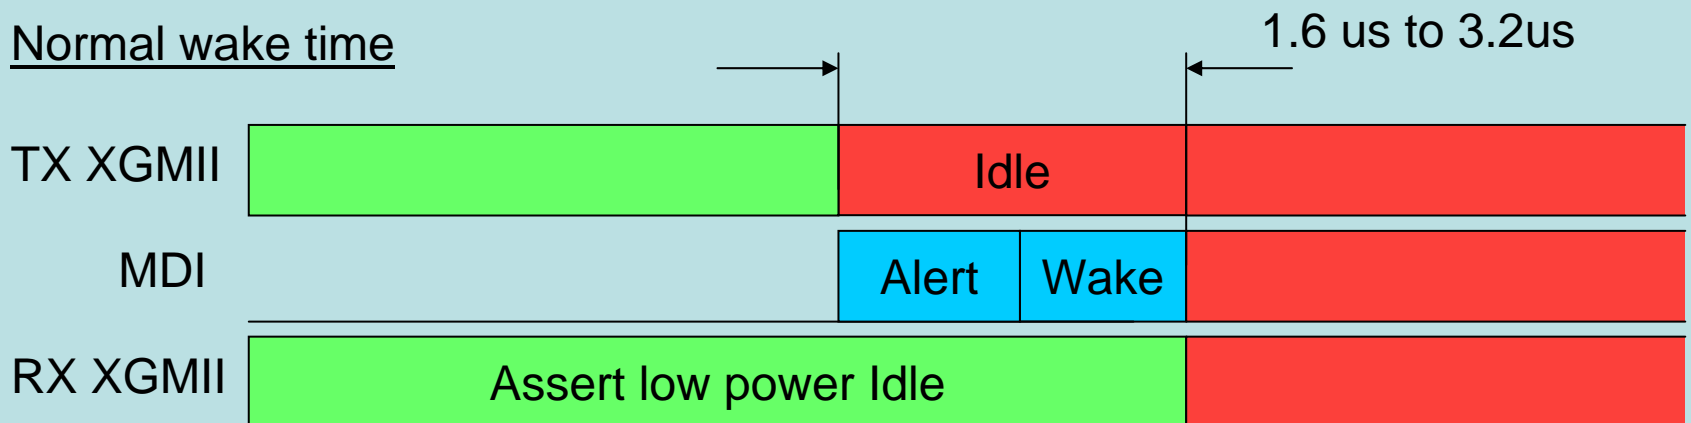 Normal wake time
1.6 us to 3.2us
TX XGMII
Idle
MDI
Alert
Wake
RX XGMII
Assert low power Idle